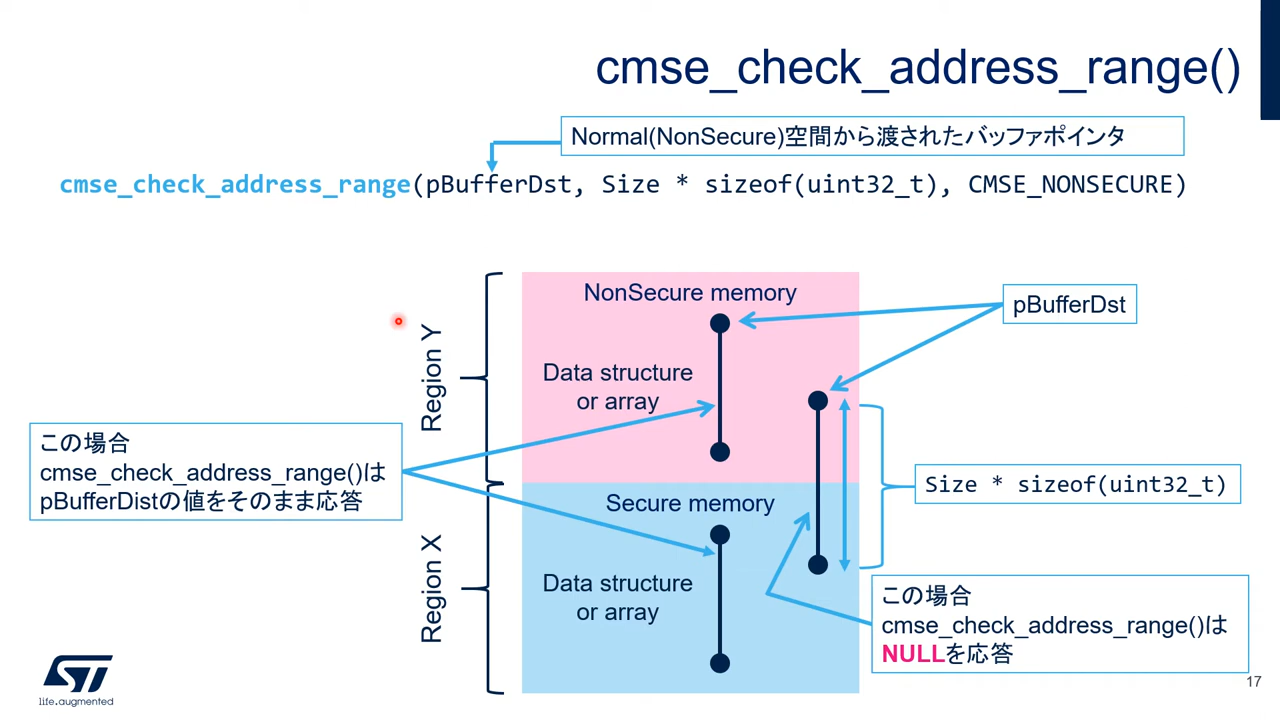 cmse_check_address_range()
Normal(NonSecure)空間から渡されたバッファポインタ
cmse_check_address_range(pBufferDst, Size * sizeof(uint32_t), CMSE_NONSECURE)
NonSecure memory
pBufferDst
Region Y
Data structure
or array
この場合
cmse_check_address_range()は
pBufferDistの値をそのまま応答
Size * sizeof(uint32_t)
Secure memory
Region X
Data structure
or array
この場合
cmse_check_address_range()は
NULLを応答
ST
life.augmented
17